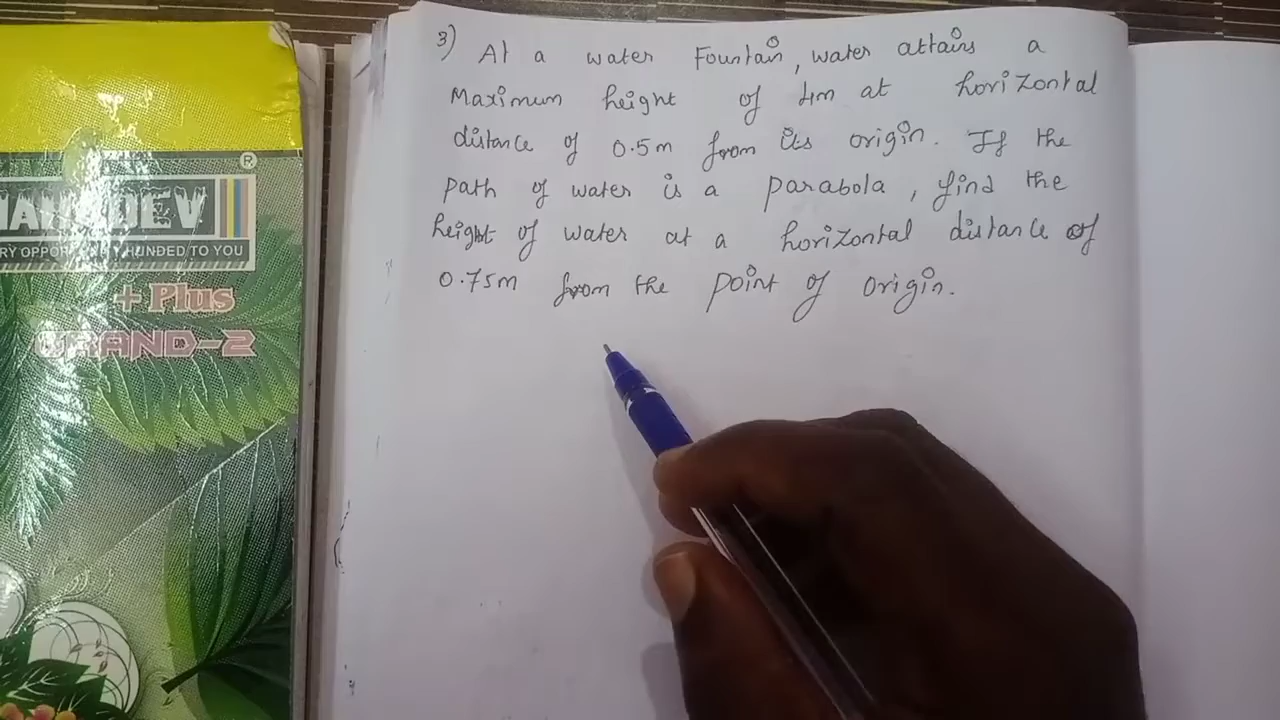 3) At a water Fountain, water attains a
Maximum height of 4m at horizontal
distance of 0.5m from its origin. If the
path of water is a parabola, find the
height of water at a horizontal distance of
0.75m from the point of origin.
®
+ Plus
GRAND-2